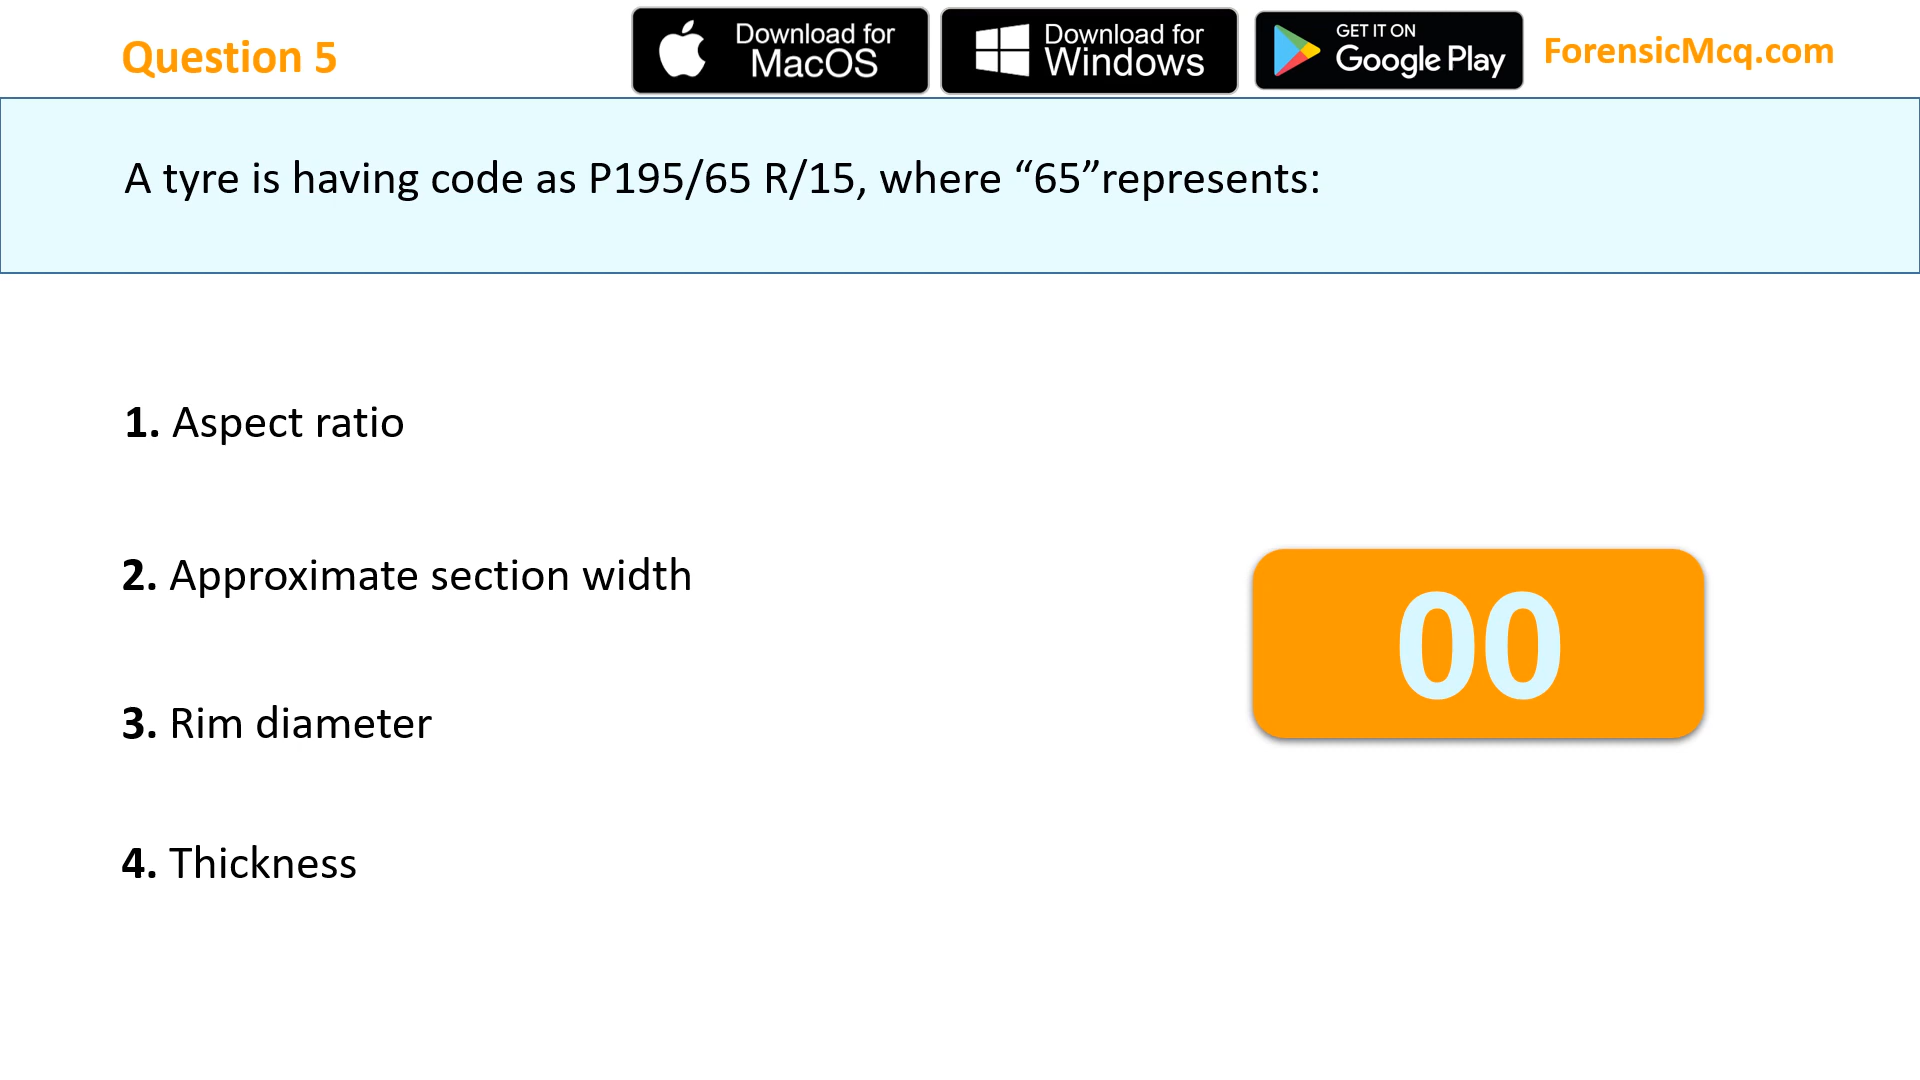 Question 5
Download for
MacOS
Download for
Windows
GET IT ON
Google Play
ForensicMcq.com
A tyre is having code as P195/65 R/15, where “65”represents:
1. Aspect ratio
2. Approximate section width
3. Rim diameter
4. Thickness
00